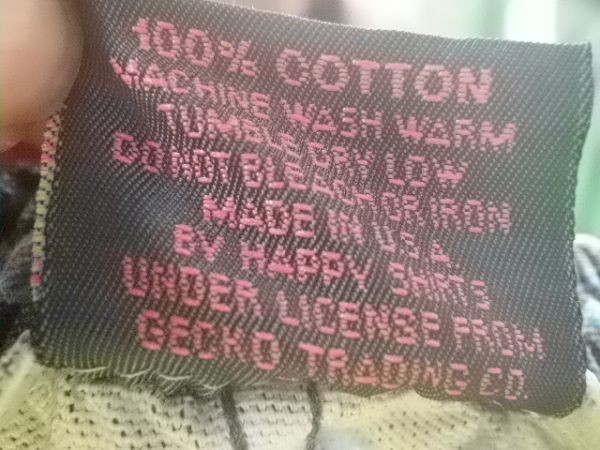 100% COTTON
MACHINE WASH WARM
TUMBLE DRY LOW
DO NOT BLEACH OR IRON
MADE IN USA
BY HAPPY SHIRTS
UNDER LICENSE FROM
GECKO TRADING CO.